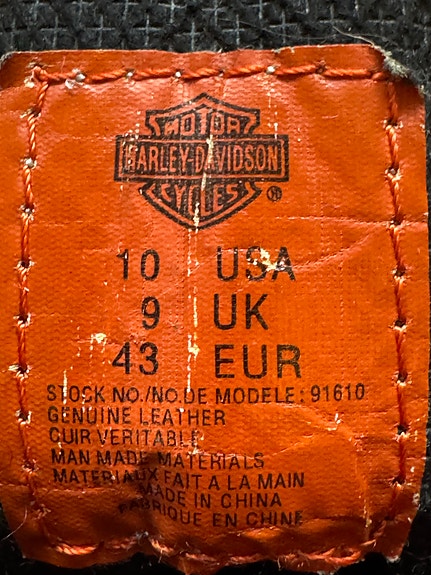 MOTOR
HARLEY-DAVIDSON
CYCLES ®
10 USA
9 UK
43 EUR
STOCK NO./NO.DE MODELE: 91610
GENUINE LEATHER
CUIR VERITABLE
MAN MADE MATERIALS
MATERIAUX FAIT A LA MAIN
MADE IN CHINA
FABRIQUE EN CHINE